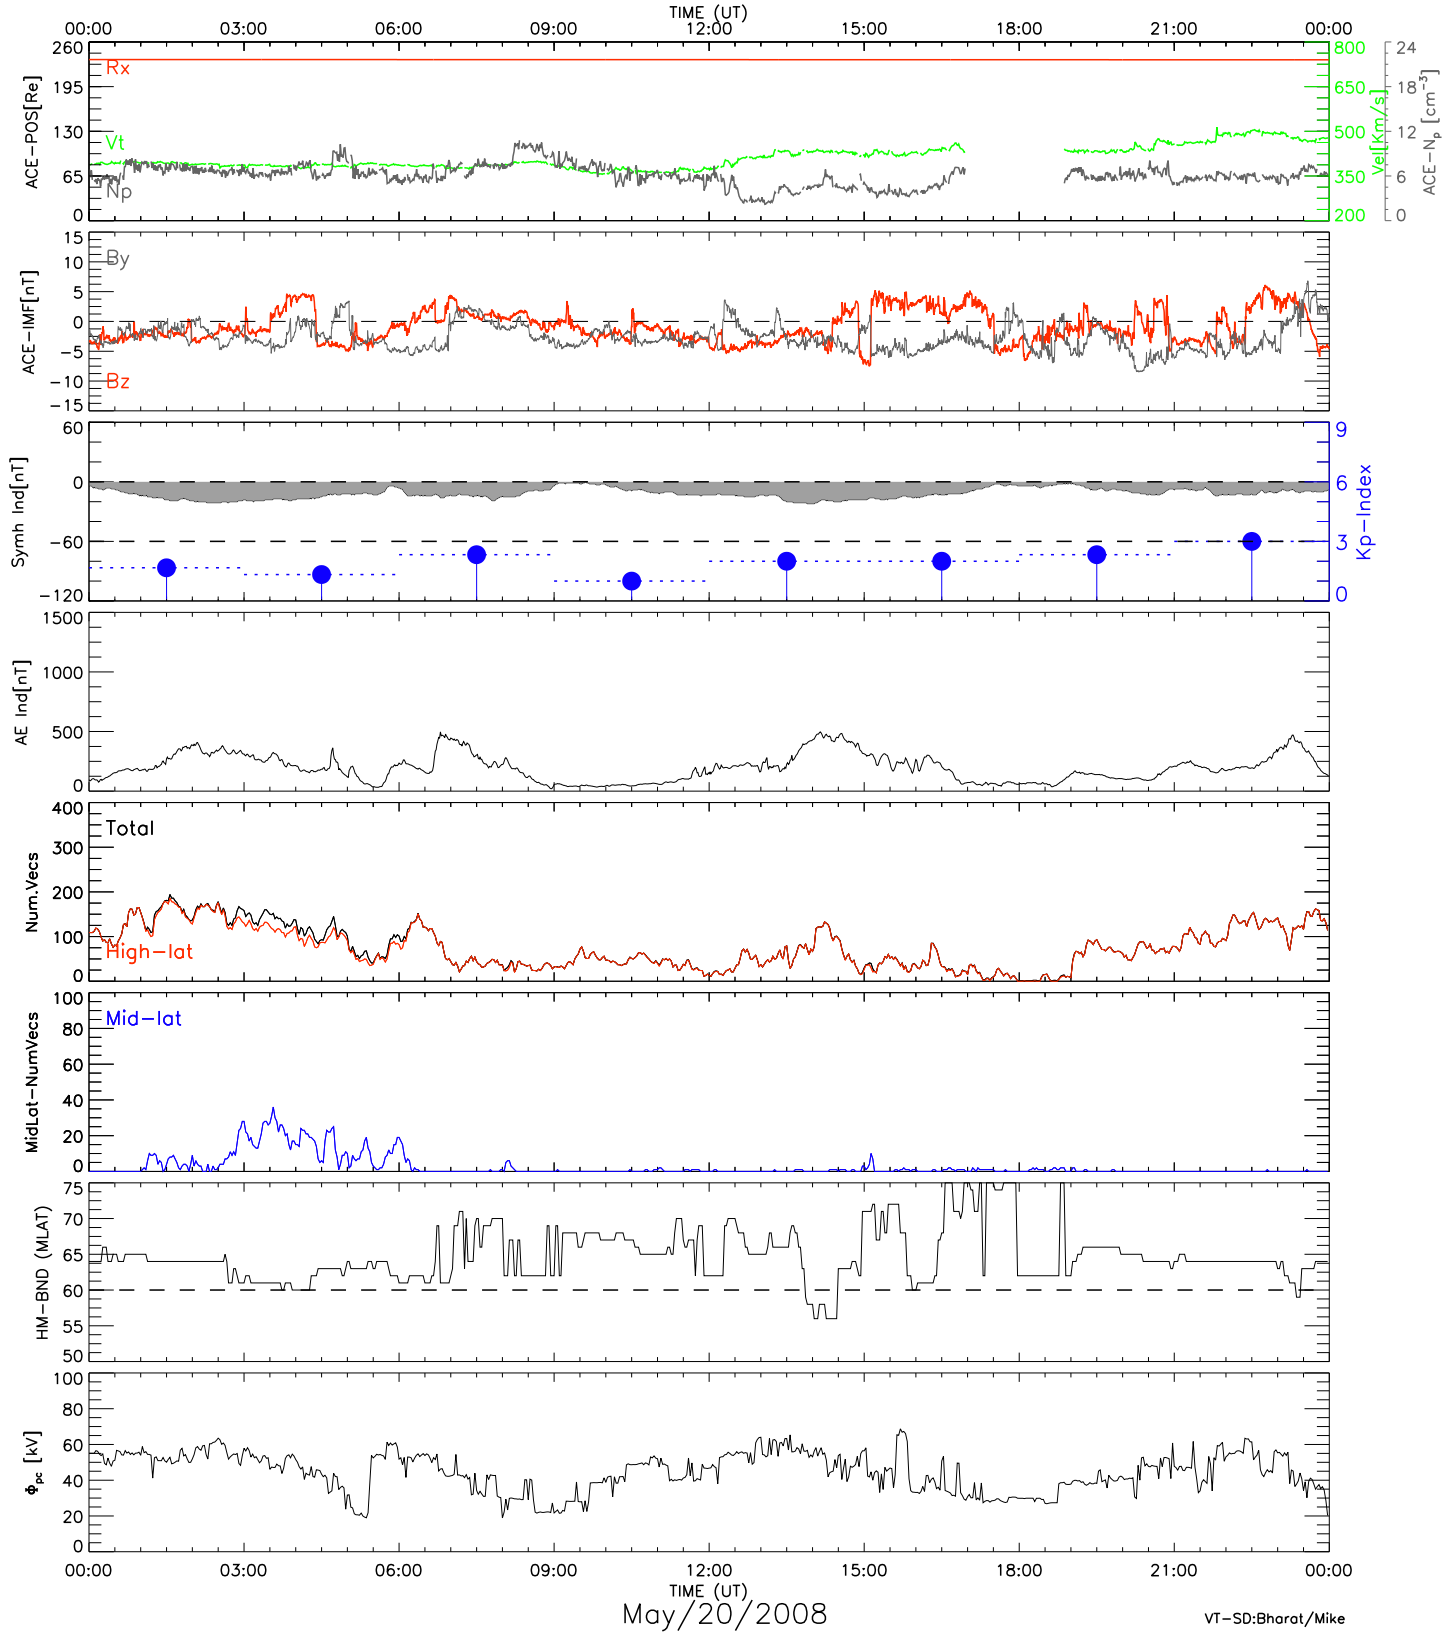 TIME (UT)
00:00 03:00 06:00 09:00 12:00 15:00 18:00 21:00 00:00
ACE-POS[Re]
260
195
130
65
0
Rx
Vt
Np
800
650
500
350
200
Vel[Km/s]
24
18
12
6
0
ACE-Np [cm-3]
ACE-IMF[nT]
15
10
5
0
-5
-10
-15
By
Bz
Symh Ind[nT]
60
0
-60
-120
9
6
3
0
Kp-Index
AE Ind[nT]
1500
1000
500
0
Num.Vecs
400
300
200
100
0
Total
High-lat
MidLat-NumVecs
100
80
60
40
20
0
Mid-lat
HM-BND (MLAT)
75
70
65
60
55
50
Φpc [kV]
100
80
60
40
20
0
00:00 03:00 06:00 09:00 12:00 15:00 18:00 21:00 00:00
TIME (UT)
May/20/2008
VT-SD:Bharat/Mike